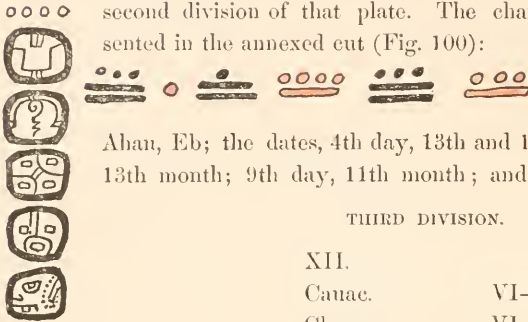 second division of that plate. The cha
sented in the annexed cut (Fig. 100):
Ahau, Eb; the dates, 4th day, 13th and 1
13th month; 9th day, 11th month; and
THIRD DIVISION.
XII.
Cauac. VI–
VI